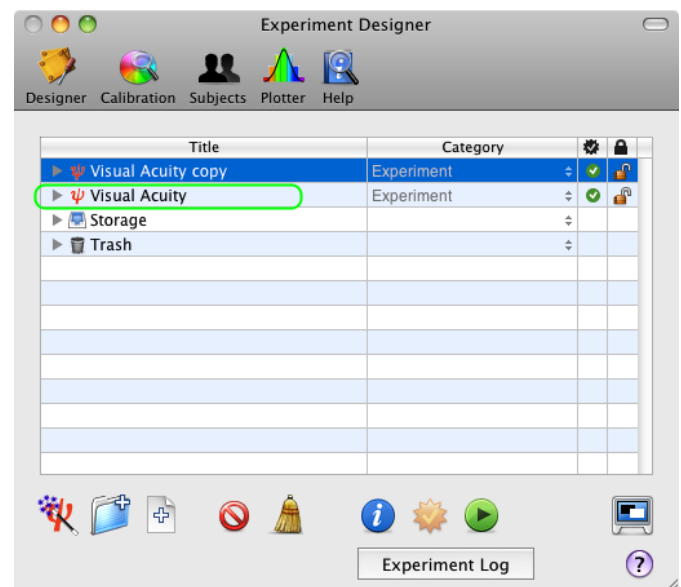 Experiment Designer
Designer Calibration Subjects Plotter Help
Title Category
Visual Acuity copy Experiment
ψ Visual Acuity Experiment
Storage
Trash
Experiment Log ?